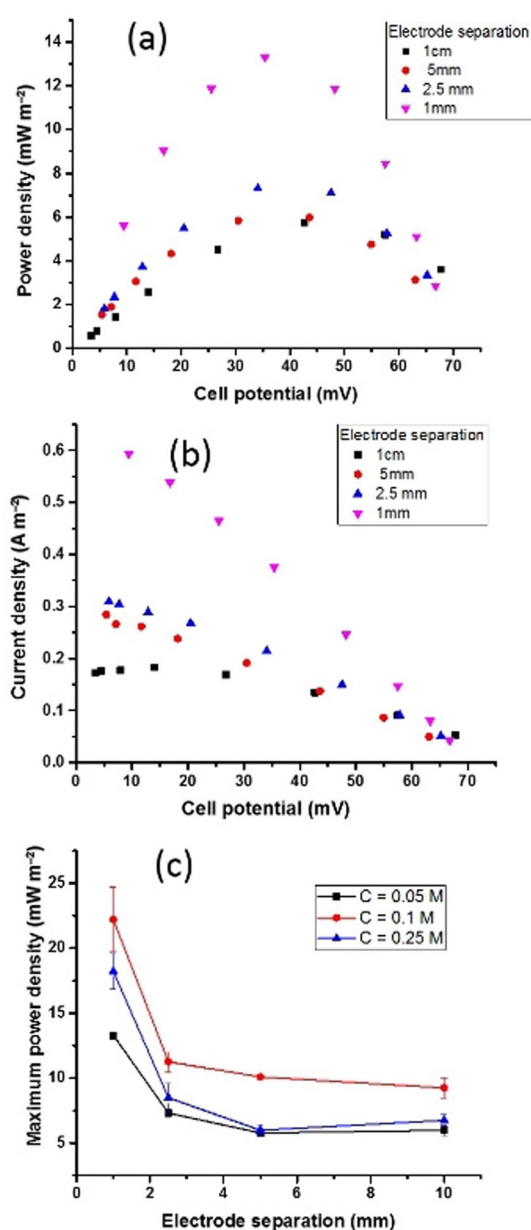 (a)
Electrode separation
1cm
5mm
2.5 mm
1mm
14
12
10
8
6
4
2
0
0 10 20 30 40 50 60 70
Power density (mW m⁻²)
Cell potential (mV)
(b)
Electrode separation
1cm
5mm
2.5 mm
1mm
0.6
0.5
0.4
0.3
0.2
0.1
0.0
0 10 20 30 40 50 60 70
Current density (A m⁻²)
Cell potential (mV)
(c)
C = 0.05 M
C = 0.1 M
C = 0.25 M
25
20
15
10
5
0 2 4 6 8 10
Maximum power density (mW m⁻²)
Electrode separation (mm)